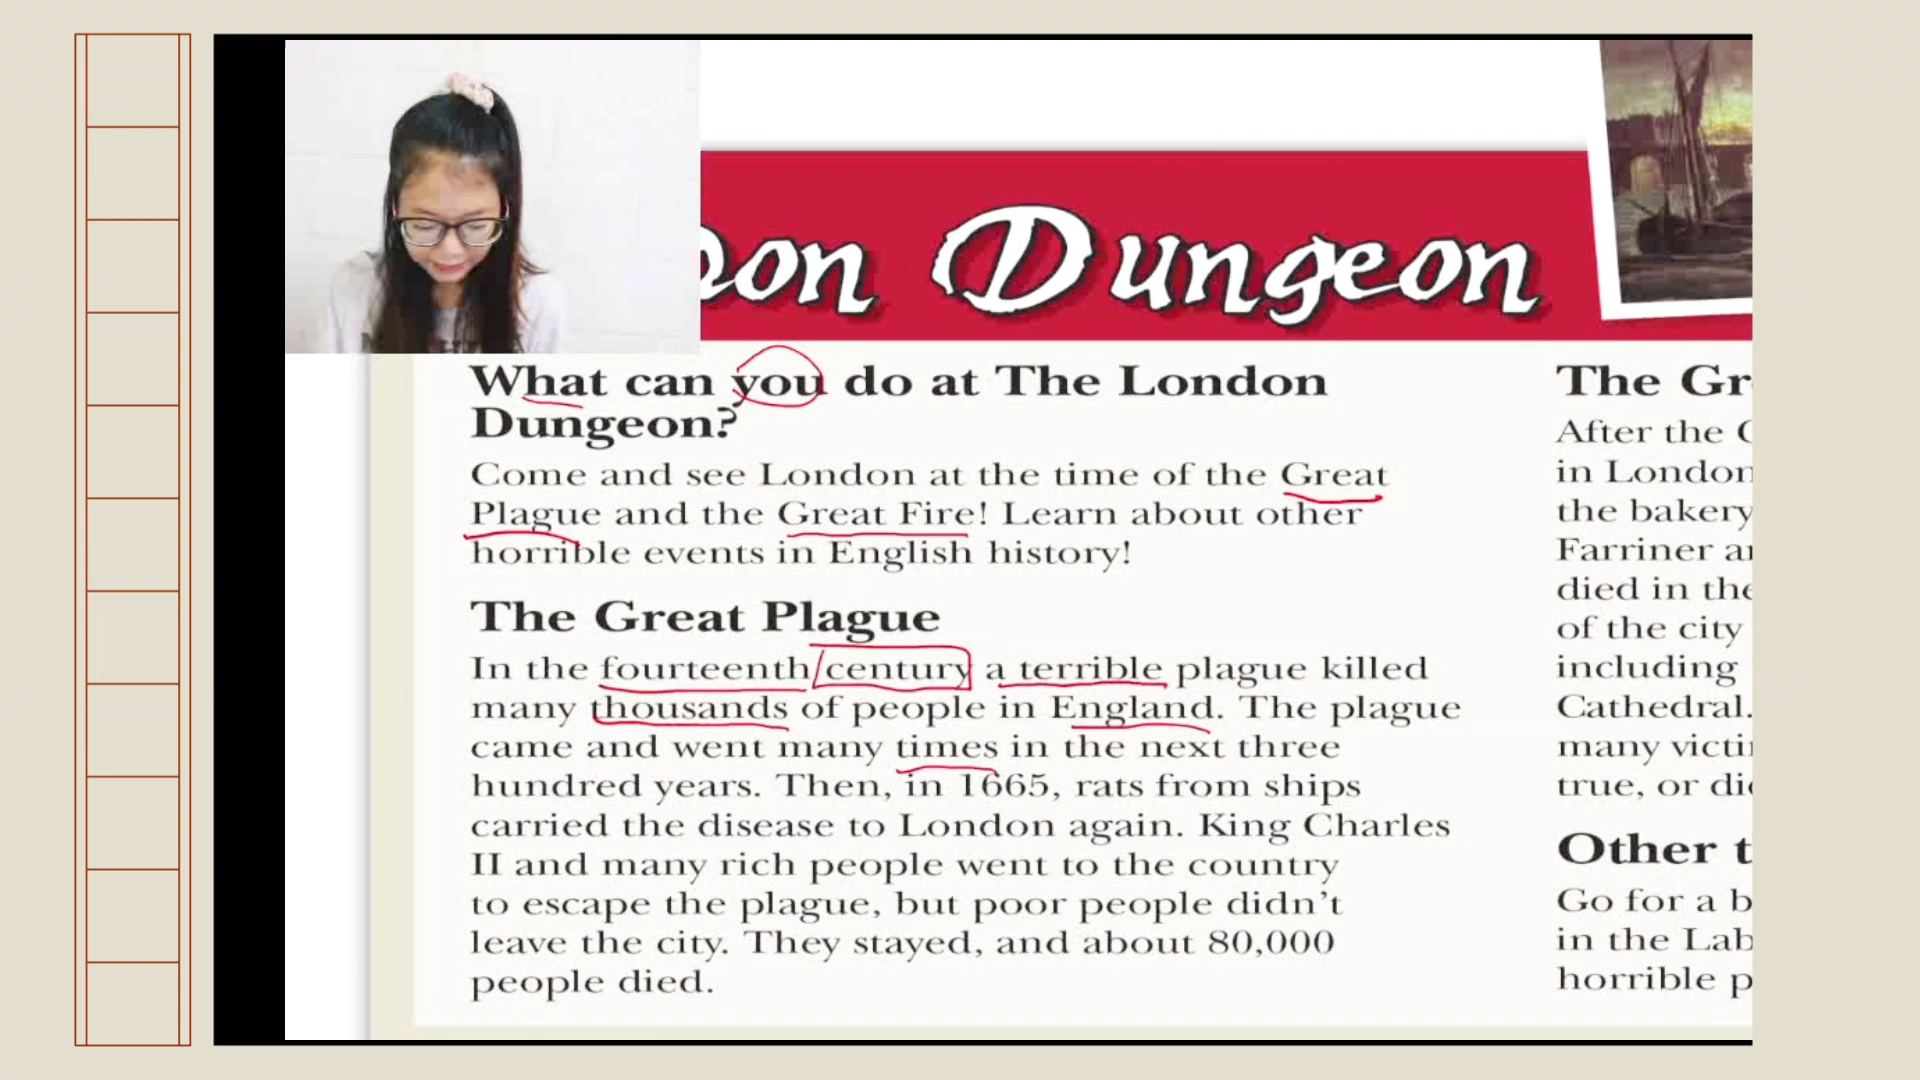 Dungeon
What can you do at The London
Dungeon?
Come and see London at the time of the Great
Plague and the Great Fire! Learn about other
horrible events in English history!
The Great Plague
In the fourteenth century a terrible plague killed
many thousands of people in England. The plague
came and went many times in the next three
hundred years. Then, in 1665, rats from ships
carried the disease to London again. King Charles
II and many rich people went to the country
to escape the plague, but poor people didn't
leave the city. They stayed, and about 80,000
people died.
The
After the
in London
the bakery
Farriner
died in the
of the city
including
Cathedral.
many
true, or
Other
Go for a
in the
horrible